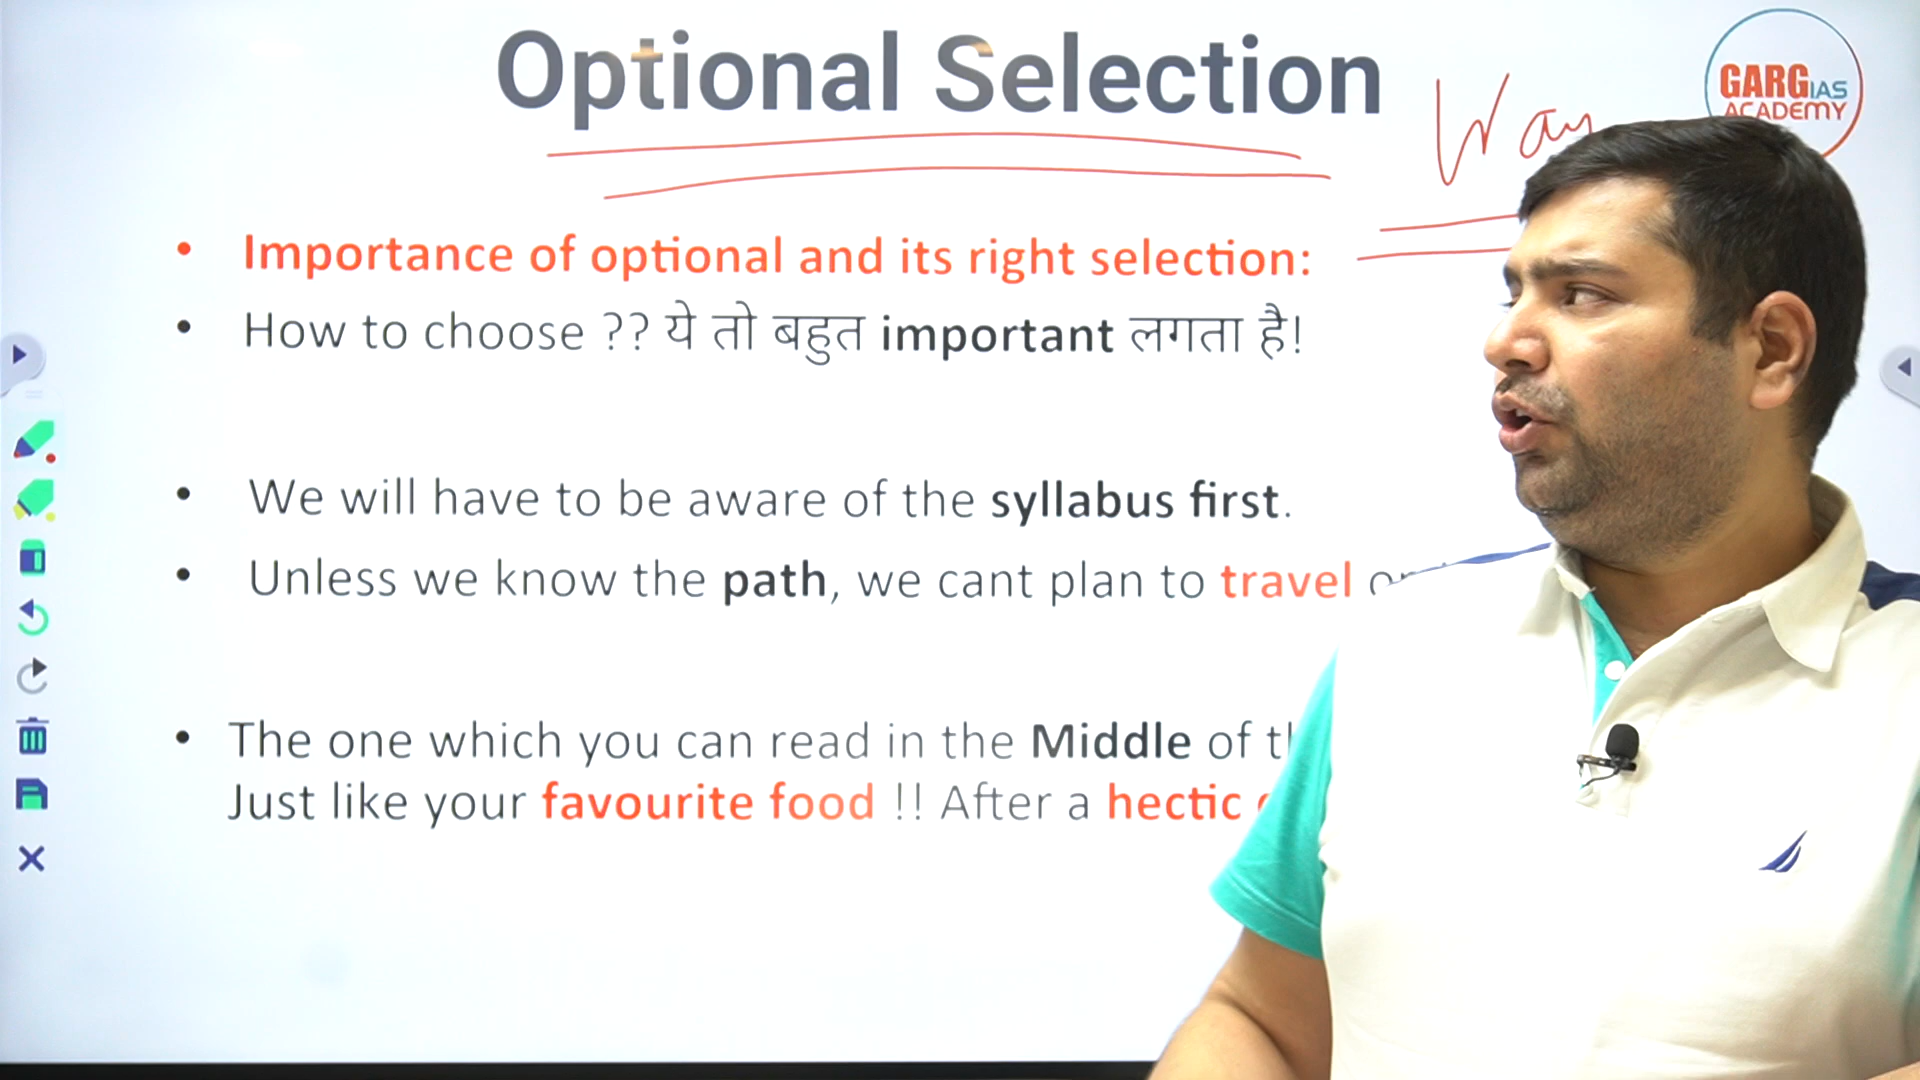 Optional Selection
Way
GARG IAS
ACADEMY
• Importance of optional and its right selection:
• How to choose ?? ये तो बहुत important लगता है!
• We will have to be aware of the syllabus first.
• Unless we know the path, we cant plan to travel
• The one which you can read in the Middle of
Just like your favourite food !! After a hectic